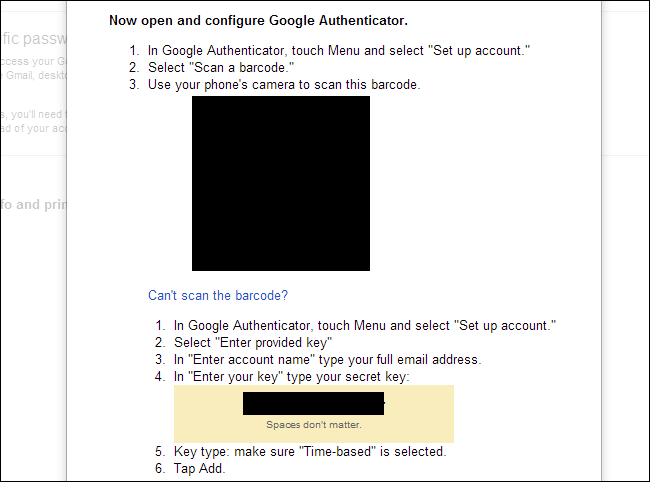 Now open and configure Google Authenticator.
fic passw
1. In Google Authenticator, touch Menu and select "Set up account."
ccess your G
2. Select "Scan a barcode."
e Gmail, deskto
3. Use your phone's camera to scan this barcode.
s, you'll need
ad of your acc
fo and prin
Can't scan the barcode?
1. In Google Authenticator, touch Menu and select "Set up account."
2. Select "Enter provided key"
3. In "Enter account name" type your full email address.
4. In "Enter your key" type your secret key:
Spaces don't matter.
5. Key type: make sure "Time-based" is selected.
6. Tap Add.